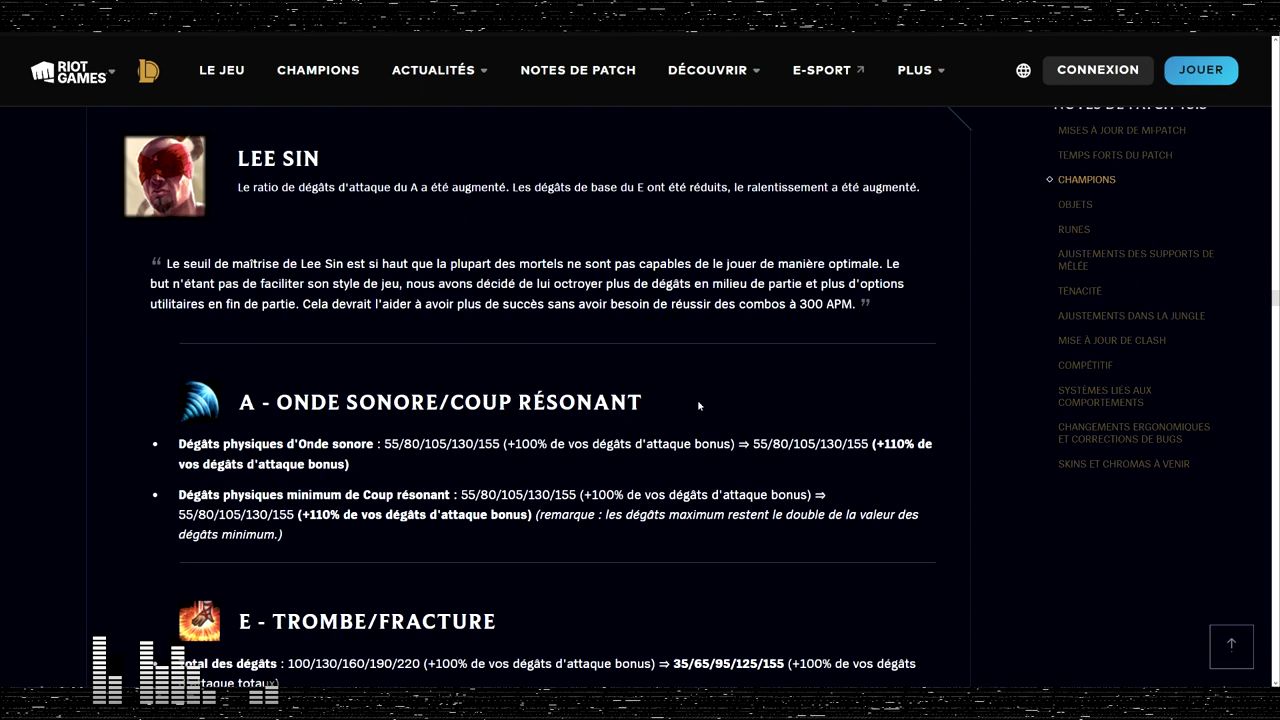 RIOT GAMES
LE JEU
CHAMPIONS
ACTUALITÉS
NOTES DE PATCH
DÉCOUVRIR
E-SPORT
PLUS
CONNEXION
JOUER
LEE SIN
Le ratio de dégâts d'attaque du A a été augmenté. Les dégâts de base du E ont été réduits, le ralentissement a été augmenté.
“ Le seuil de maîtrise de Lee Sin est si haut que la plupart des mortels ne sont pas capables de le jouer de manière optimale. Le
but n'étant pas de faciliter son style de jeu, nous avons décidé de lui octroyer plus de dégâts en milieu de partie et plus d'options
utilitaires en fin de partie. Cela devrait l'aider à avoir plus de succès sans avoir besoin de réussir des combos à 300 APM. ”
A - ONDE SONORE/COUP RÉSONANT
• Dégâts physiques d'Onde sonore : 55/80/105/130/155 (+100% de vos dégâts d'attaque bonus) ⇒ 55/80/105/130/155 (+110% de
vos dégâts d'attaque bonus)
• Dégâts physiques minimum de Coup résonant : 55/80/105/130/155 (+100% de vos dégâts d'attaque bonus) ⇒
55/80/105/130/155 (+110% de vos dégâts d'attaque bonus) (remarque : les dégâts maximum restent le double de la valeur des
dégâts minimum.)
E - TROMBE/FRACTURE
• Total des dégâts : 100/130/160/190/220 (+100% de vos dégâts d'attaque bonus) ⇒ 35/65/95/125/155 (+100% de vos dégâts
d'attaque totaux)
MISES À JOUR DE MI-PATCH
TEMPS FORTS DU PATCH
CHAMPIONS
OBJETS
RUNES
AJUSTEMENTS DES SUPPORTS DE
MÊLÉE
TÉNACITÉ
AJUSTEMENTS DANS LA JUNGLE
MISE À JOUR DE CLASH
COMPÉTITIF
SYSTÈMES LIÉS AUX
COMPORTEMENTS
CHANGEMENTS ERGONOMIQUES
ET CORRECTIONS DE BUGS
SKINS ET CHROMAS À VENIR